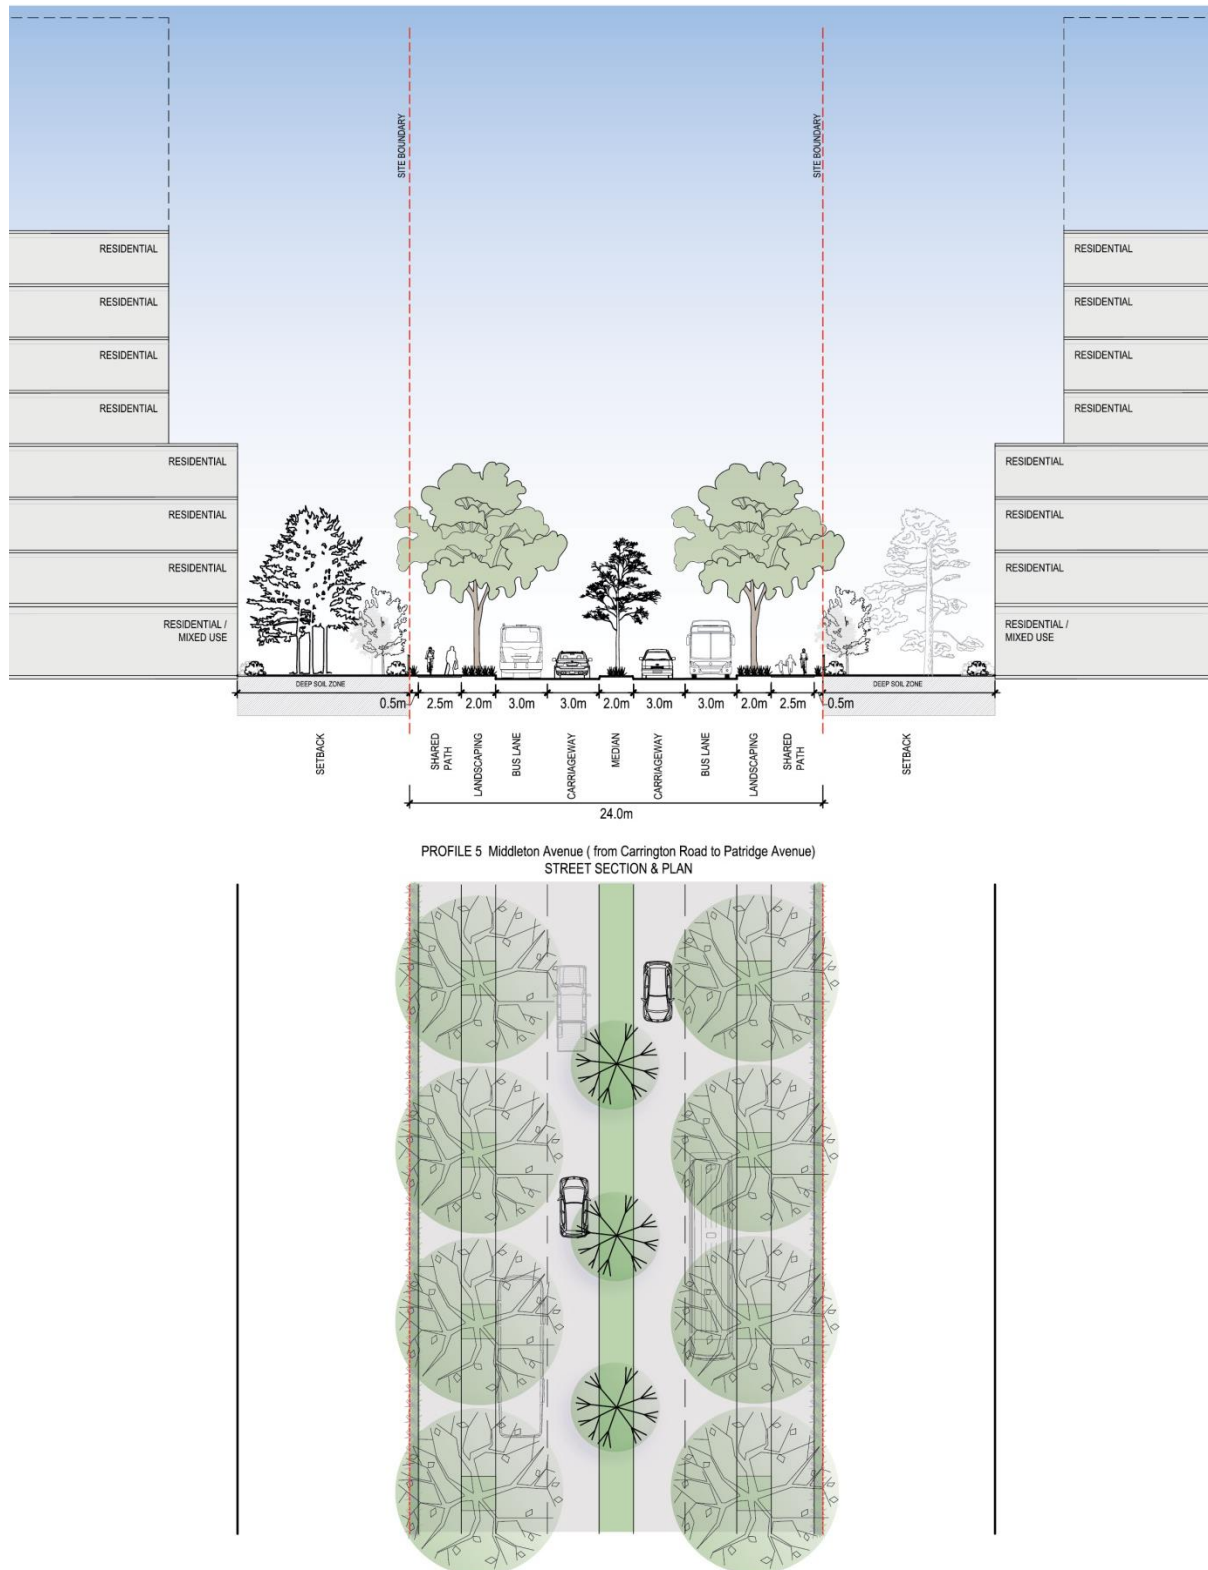 SITE BOUNDARY
SITE BOUNDARY
RESIDENTIAL
RESIDENTIAL
RESIDENTIAL
RESIDENTIAL
RESIDENTIAL
RESIDENTIAL
RESIDENTIAL
RESIDENTIAL
RESIDENTIAL
RESIDENTIAL
RESIDENTIAL
RESIDENTIAL
RESIDENTIAL
RESIDENTIAL
RESIDENTIAL /
MIXED USE
RESIDENTIAL /
MIXED USE
DEEP SOIL ZONE
DEEP SOIL ZONE
0.5m
2.5m
2.0m
3.0m
3.0m
2.0m
3.0m
3.0m
2.0m
2.5m
0.5m
SETBACK
SHARED
PATH
LANDSCAPING
BUS LANE
CARRIAGEWAY
MEDIAN
CARRIAGEWAY
BUS LANE
LANDSCAPING
SHARED
PATH
SETBACK
24.0m
PROFILE 5 Middleton Avenue ( from Carrington Road to Patridge Avenue)
STREET SECTION & PLAN